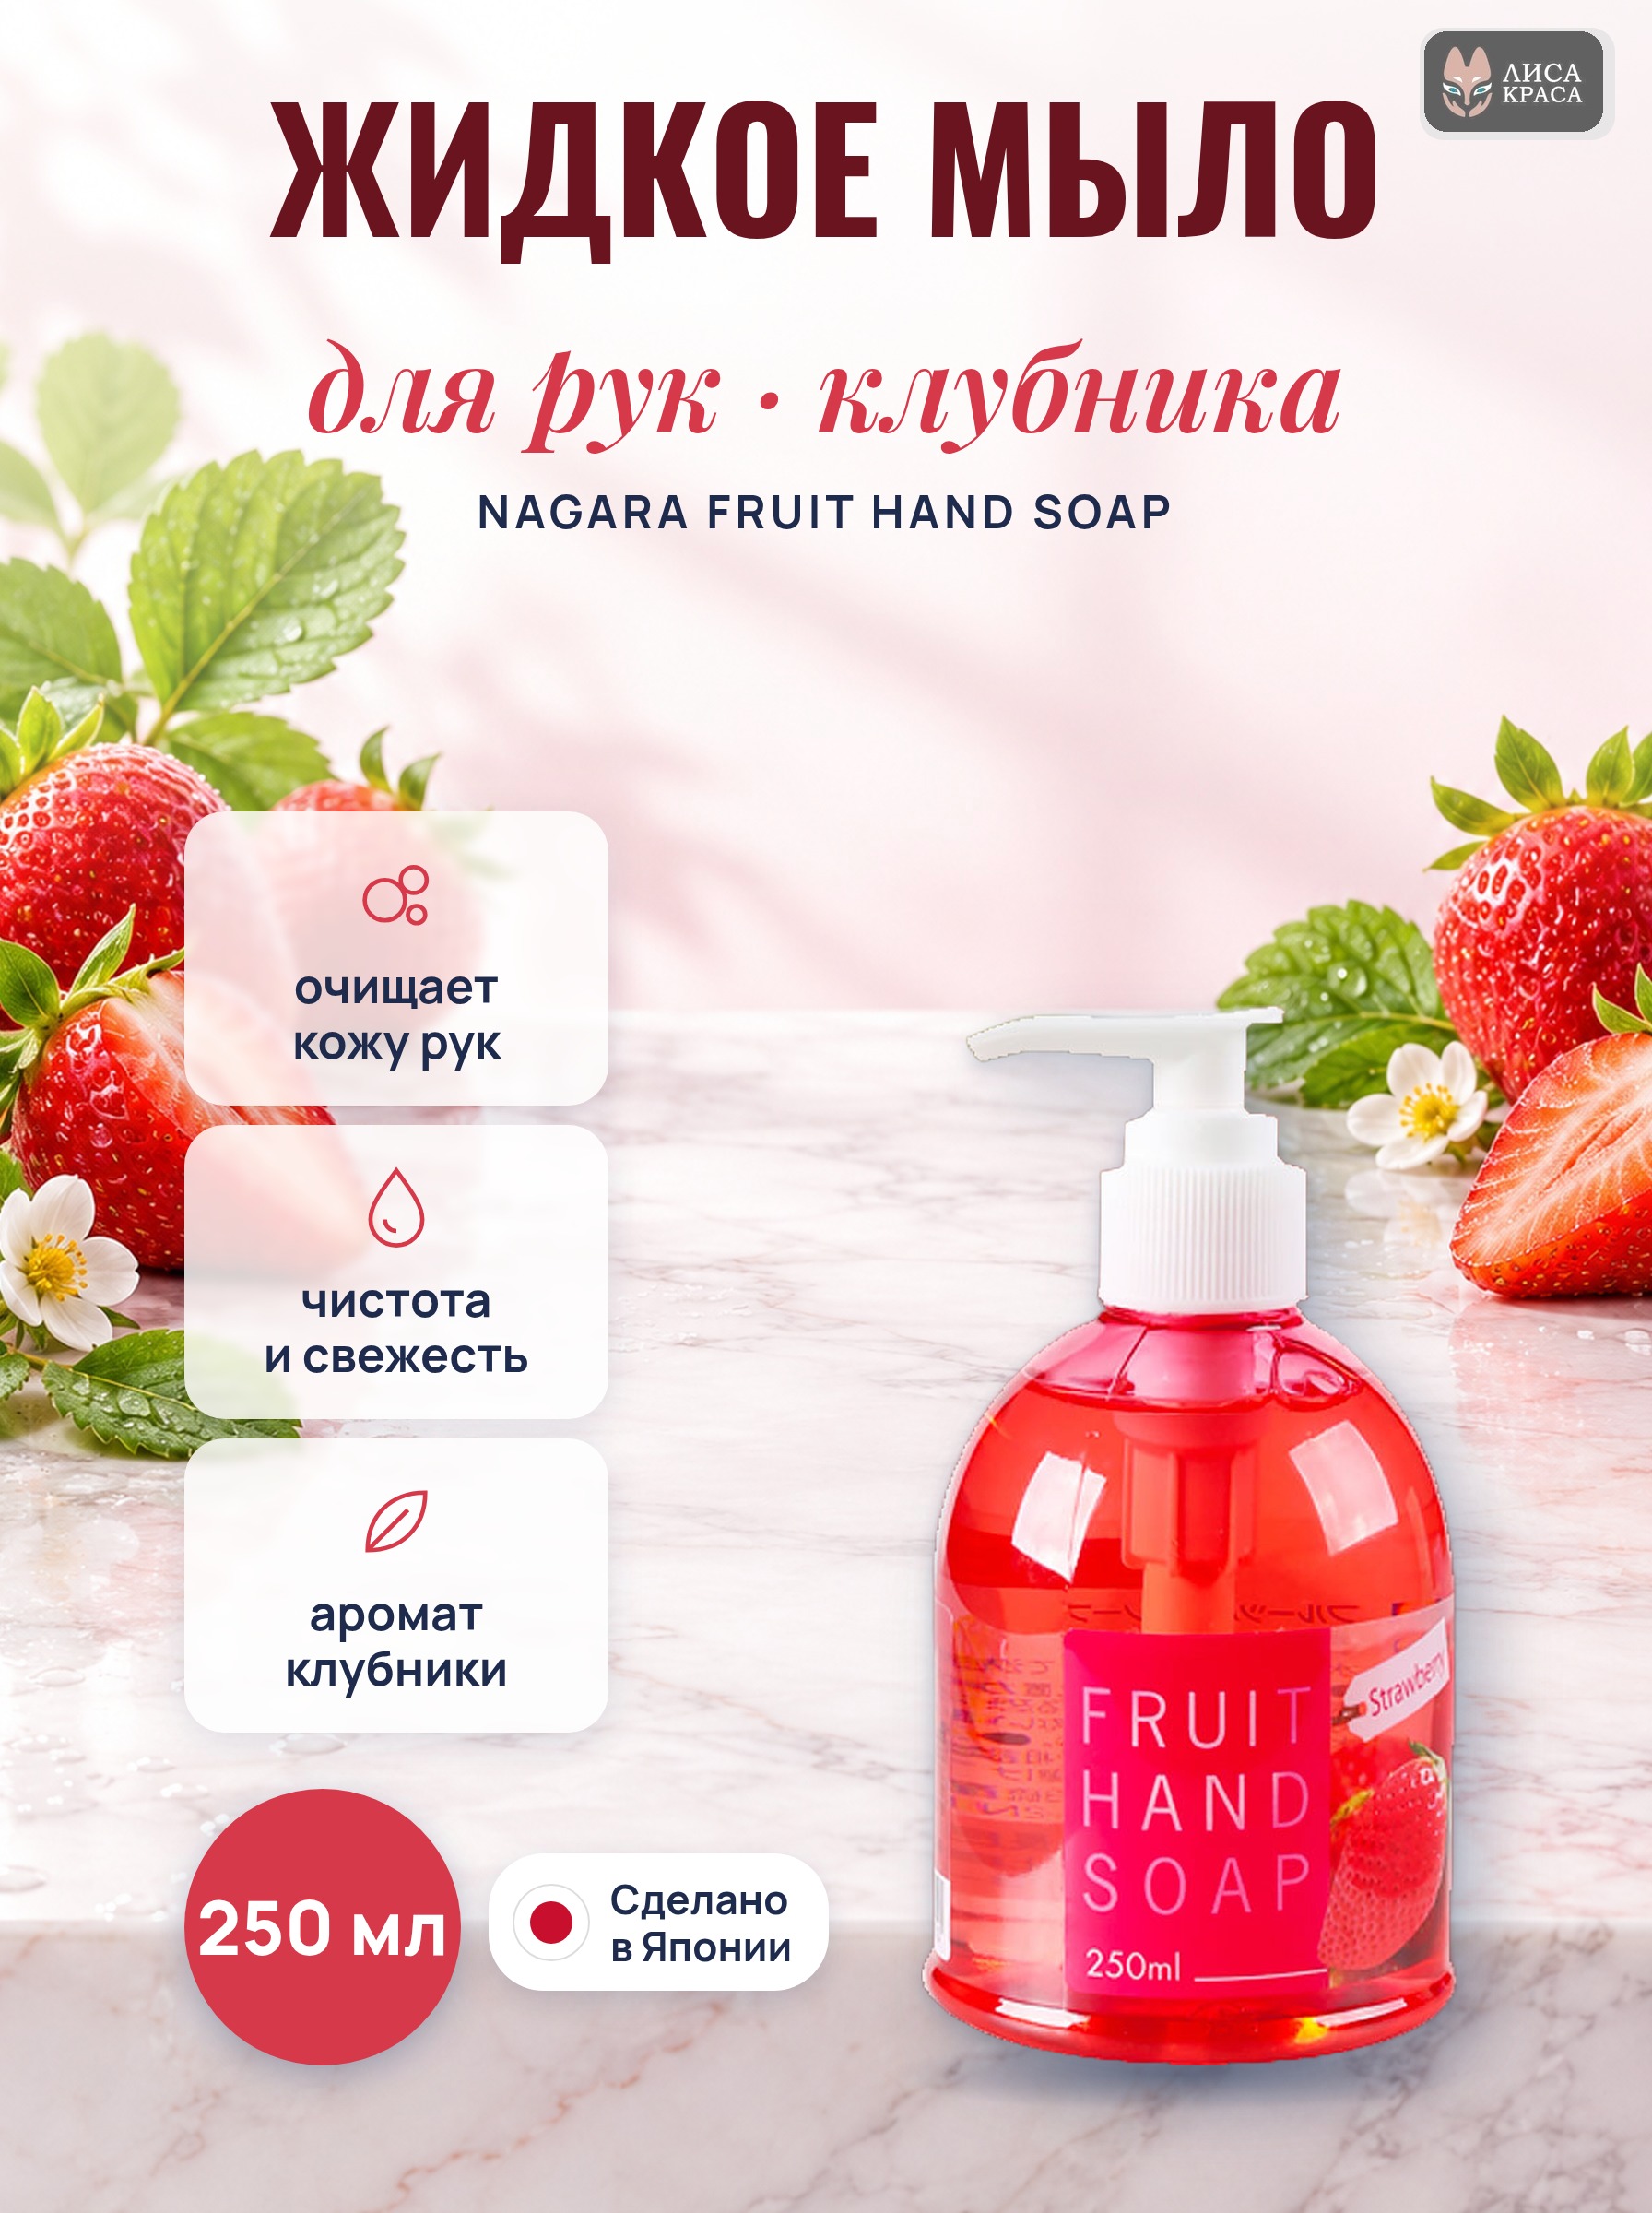 ЛИСА
КРАСА
ЖИДКОЕ МЫЛО
для рук · клубника
NAGARA FRUIT HAND SOAP
очищает
кожу рук
чистота
и свежесть
аромат
клубники
250 мл
Сделано
в Японии
Strawberry
FRUIT
HAND
SOAP
250ml